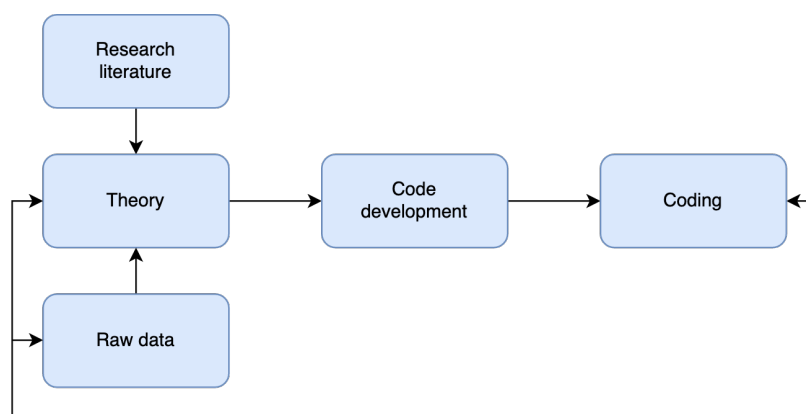 Research
literature
Theory
Code
development
Coding
Raw data